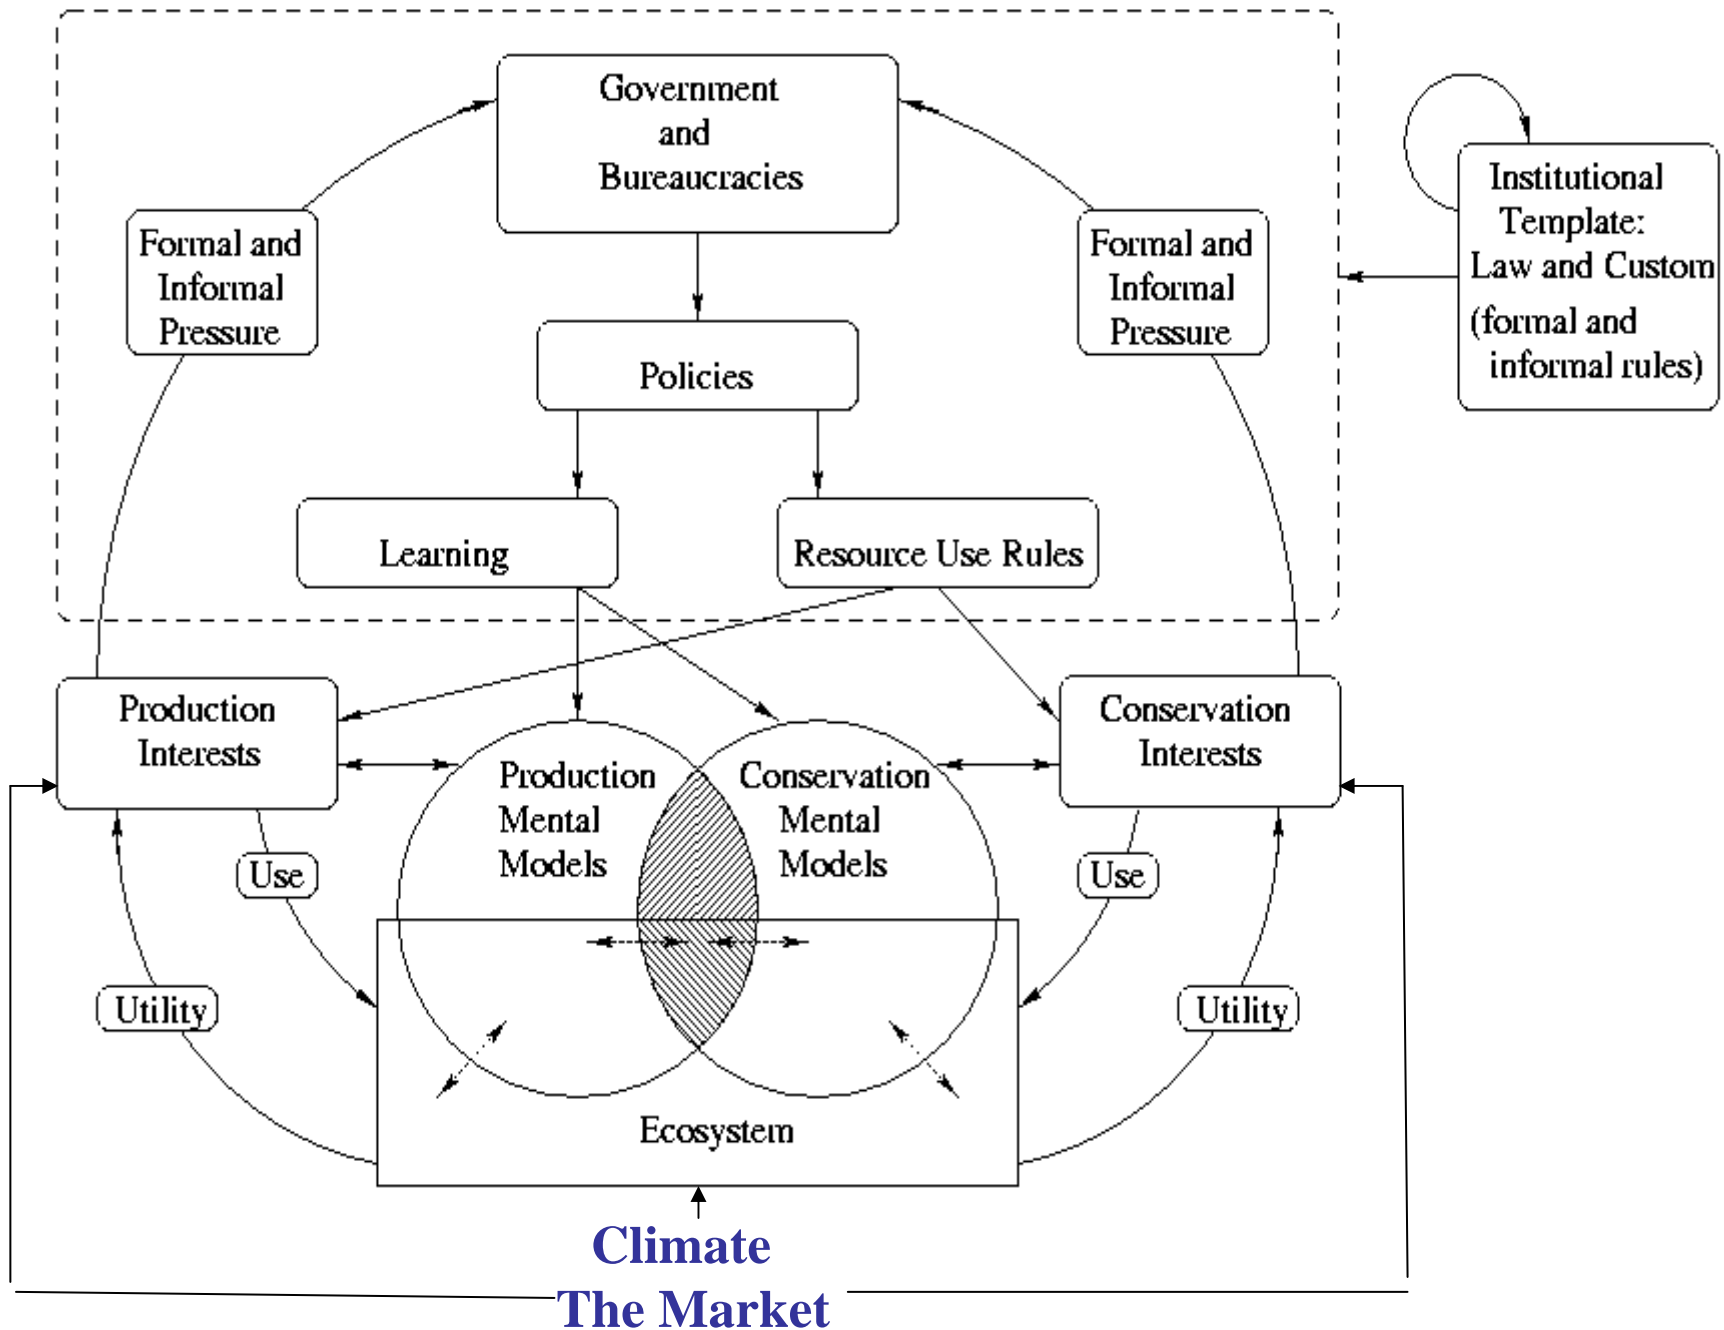 Government
and
Bureaucracies
Institutional
Template:
Law and Custom
(formal and
informal rules)
Formal and
Informal
Pressure
Formal and
Informal
Pressure
Policies
Learning
Resource Use Rules
Production
Interests
Conservation
Interests
Production
Mental
Models
Conservation
Mental
Models
Use
Use
Utility
Utility
Ecosystem
Climate
The Market